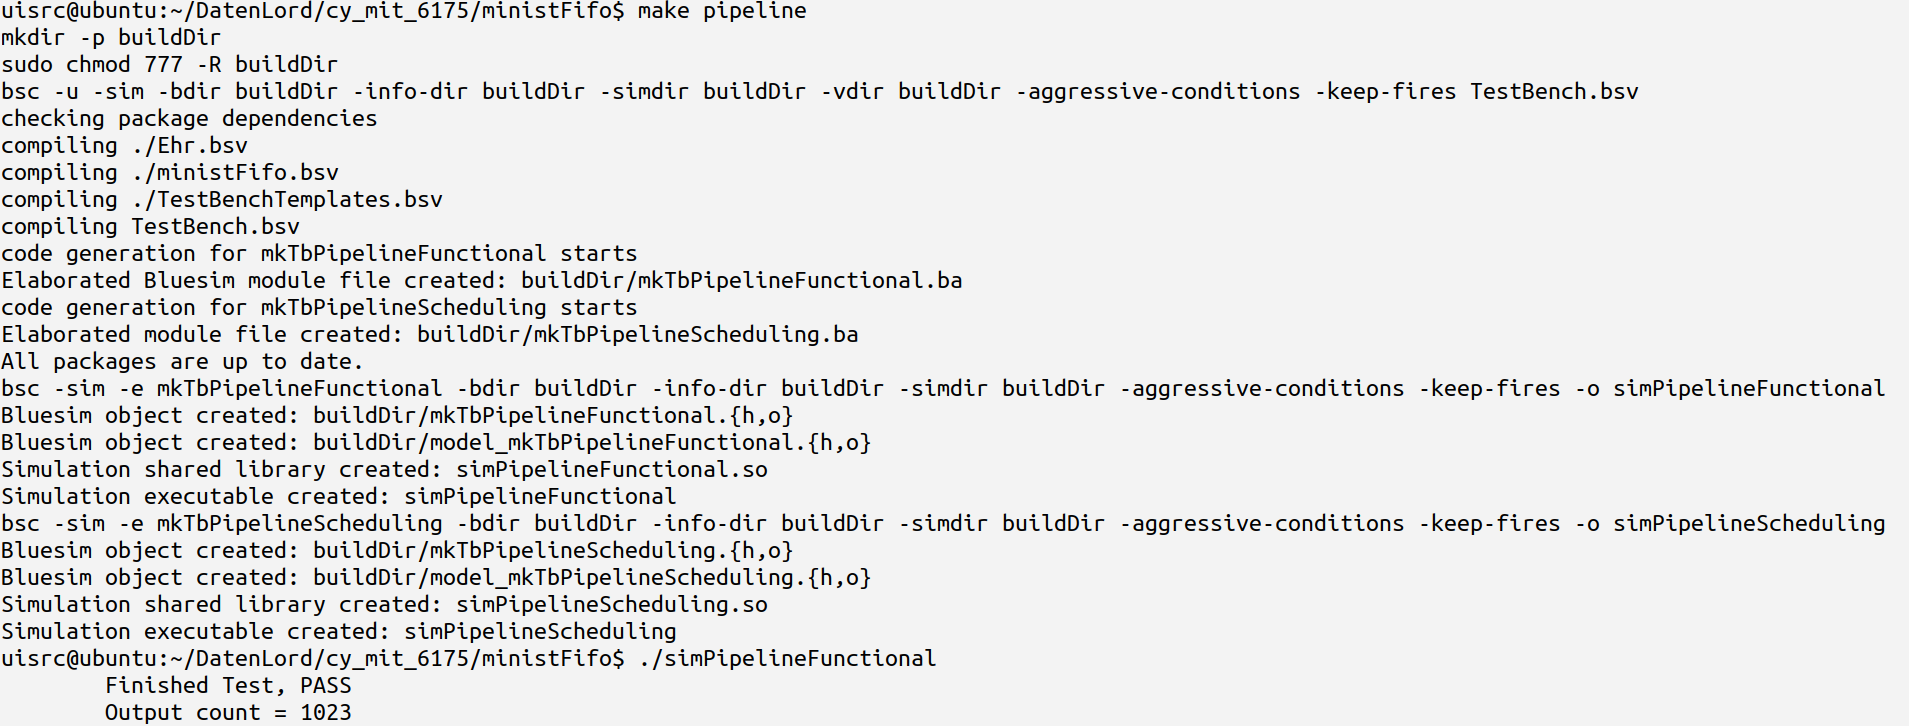 uisrc@ubuntu:~/DatenLord/cy_mit_6175/ministFifo$ make pipeline
mkdir -p buildDir
sudo chmod 777 -R buildDir
bsc -u -sim -bdir buildDir -info-dir buildDir -simdir buildDir -vdir buildDir -aggressive-conditions -keep-fires TestBench.bsv
checking package dependencies
compiling ./Ehr.bsv
compiling ./ministFifo.bsv
compiling ./TestBenchTemplates.bsv
compiling TestBench.bsv
code generation for mkTbPipelineFunctional starts
Elaborated Bluesim module file created: buildDir/mkTbPipelineFunctional.ba
code generation for mkTbPipelineScheduling starts
Elaborated module file created: buildDir/mkTbPipelineScheduling.ba
All packages are up to date.
bsc -sim -e mkTbPipelineFunctional -bdir buildDir -info-dir buildDir -simdir buildDir -aggressive-conditions -keep-fires -o simPipelineFunctional
Bluesim object created: buildDir/mkTbPipelineFunctional.{h,o}
Bluesim object created: buildDir/model_mkTbPipelineFunctional.{h,o}
Simulation shared library created: simPipelineFunctional.so
Simulation executable created: simPipelineFunctional
bsc -sim -e mkTbPipelineScheduling -bdir buildDir -info-dir buildDir -simdir buildDir -aggressive-conditions -keep-fires -o simPipelineScheduling
Bluesim object created: buildDir/mkTbPipelineScheduling.{h,o}
Bluesim object created: buildDir/model_mkTbPipelineScheduling.{h,o}
Simulation shared library created: simPipelineScheduling.so
Simulation executable created: simPipelineScheduling
uisrc@ubuntu:~/DatenLord/cy_mit_6175/ministFifo$ ./simPipelineFunctional
Finished Test, PASS
Output count = 1023